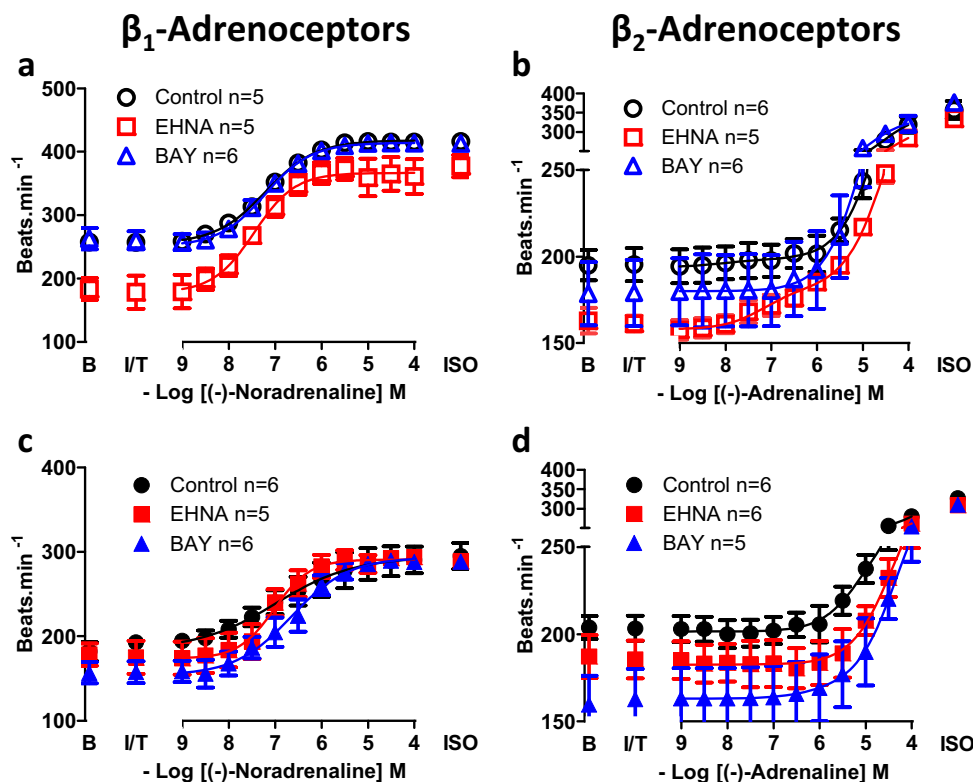 β1-Adrenoceptors
β2-Adrenoceptors
a
500
400
300
200
100
Beats.min-1
Control n=5
EHNA n=5
BAY n=6
B I/T 9 8 7 6 5 4 ISO
- Log [(-)-Noradrenaline] M
b
400
350
300
250
200
150
Beats.min-1
Control n=6
EHNA n=5
BAY n=6
B I/T 9 8 7 6 5 4 ISO
- Log [(-)-Adrenaline] M
c
400
300
200
100
Beats.min-1
Control n=6
EHNA n=5
BAY n=6
B I/T 9 8 7 6 5 4 ISO
- Log [(-)-Noradrenaline] M
d
400
350
300
250
200
150
Beats.min-1
Control n=6
EHNA n=6
BAY n=5
B I/T 9 8 7 6 5 4 ISO
- Log [(-)-Adrenaline] M